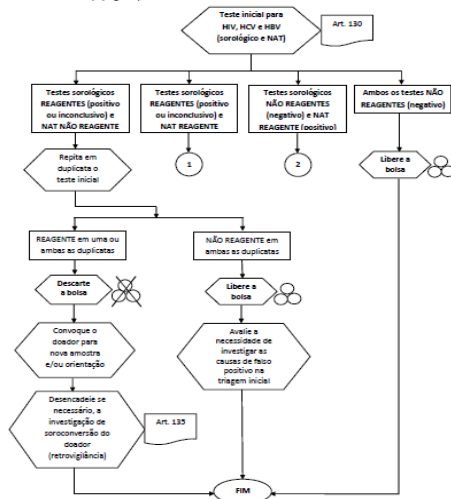 Teste inicial para
HIV, HCV e HBV
(sorológico e NAT)
Art. 130
Testes sorológicos
REAGENTES (positivo
ou inconclusivo) e
NAT NÃO REAGENTE
Testes sorológicos
REAGENTES (positivo
ou inconclusivo) e
NAT REAGENTE
Testes sorológicos
NÃO REAGENTES
(negativo) e NAT
REAGENTE (positivo)
Ambos os testes NÃO
REAGENTES (negativo)
Repita em
duplicata o
teste inicial
1
2
Libere a
bolsa
REAGENTE em uma ou
ambas as duplicatas
NÃO REAGENTE em
ambas as duplicatas
Descarte
a bolsa
Libere a
bolsa
Convoque o
doador para
nova amostra
e/ou orientação
Avalie a
necessidade de
investigar as
causas de falso
positivo na
triagem inicial
Desencadeie se
necessário, a
investigação de
soroconversão do
doador
(retrovigilância)
Art. 135
FIM